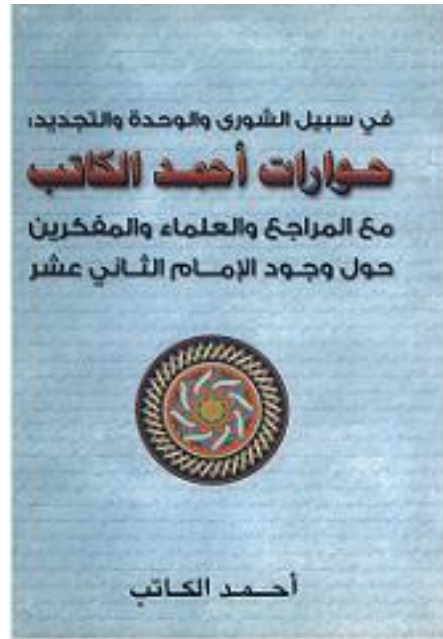 في سبيل الشورى والوحدة والتجديد:
حوارات أحمد الكاتب
مع المراجع والعلماء والمفكرين
حول وجود الإمام الثاني عشر
أحمد الكاتب